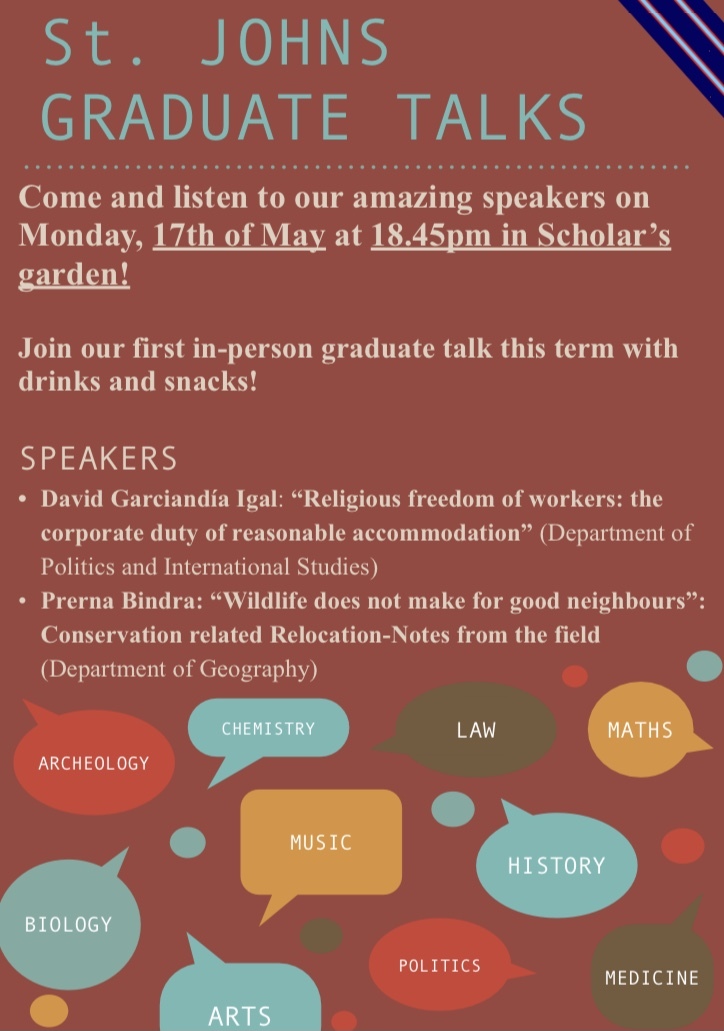 St. JOHNS
GRADUATE TALKS
Come and listen to our amazing speakers on
Monday, 17th of May at 18.45pm in Scholar’s
garden!
Join our first in-person graduate talk this term with
drinks and snacks!
SPEAKERS
• David Garciandía Igal: “Religious freedom of workers: the
corporate duty of reasonable accommodation” (Department of
Politics and International Studies)
• Prerna Bindra: “Wildlife does not make for good neighbours”:
Conservation related Relocation-Notes from the field
(Department of Geography)
CHEMISTRY
LAW
MATHS
ARCHEOLOGY
MUSIC
HISTORY
BIOLOGY
POLITICS
MEDICINE
ARTS